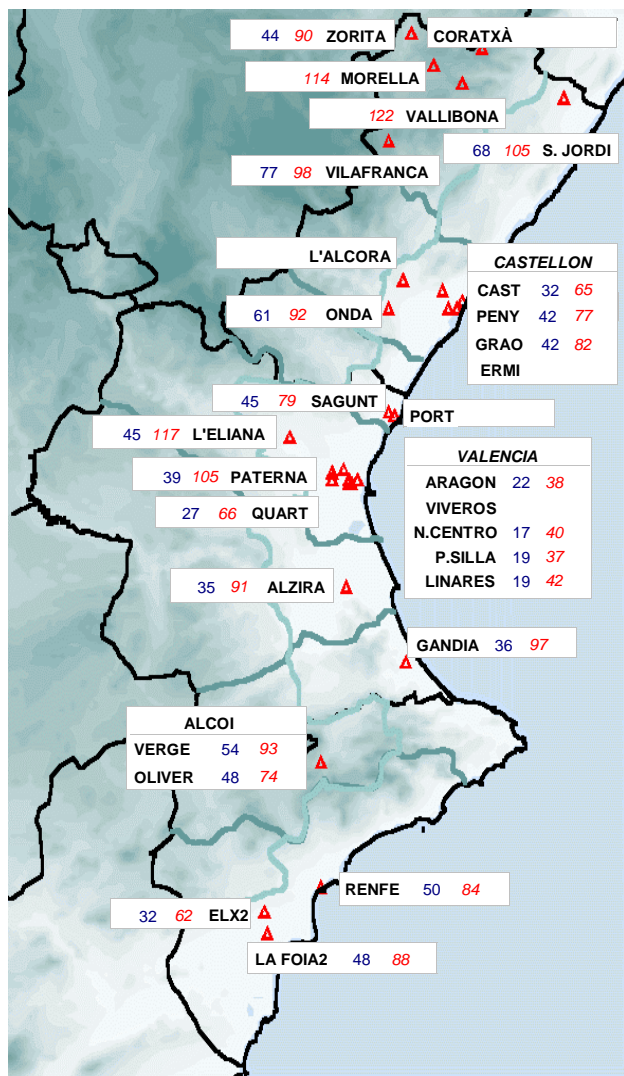 44 90 ZORITA
CORATXÀ
114 MORELLA
122 VALLIBONA
68 105 S. JORDI
77 98 VILAFRANCA
L'ALCORA
CASTELLON
CAST 32 65
PENY 42 77
GRAO 42 82
ERMI
61 92 ONDA
45 79 SAGUNT
PORT
45 117 L'ELIANA
39 105 PATERNA
27 66 QUART
VALENCIA
ARAGON 22 38
VIVEROS
N.CENTRO 17 40
P.SILLA 19 37
LINARES 19 42
35 91 ALZIRA
GANDIA 36 97
ALCOI
VERGE 54 93
OLIVER 48 74
RENFE 50 84
32 62 ELX2
LA FOIA2 48 88